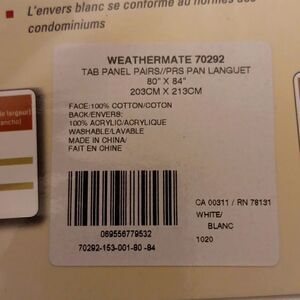 L'envers blanc se conforme au normes des
condominiums
WEATHERMATE 70292
TAB PANEL PAIRS//PRS PAN LANGUET
80" X 84"
203CM X 213CM
FACE:100% COTTON/COTON
BACK/ENVERS:
100% ACRYLIC/ACRYLIQUE
WASHABLE/LAVABLE
MADE IN CHINA/
FAIT EN CHINE
CA 00311 / RN 78131
WHITE/
BLANC
1020
069556779532
70292-153-001-80 -84